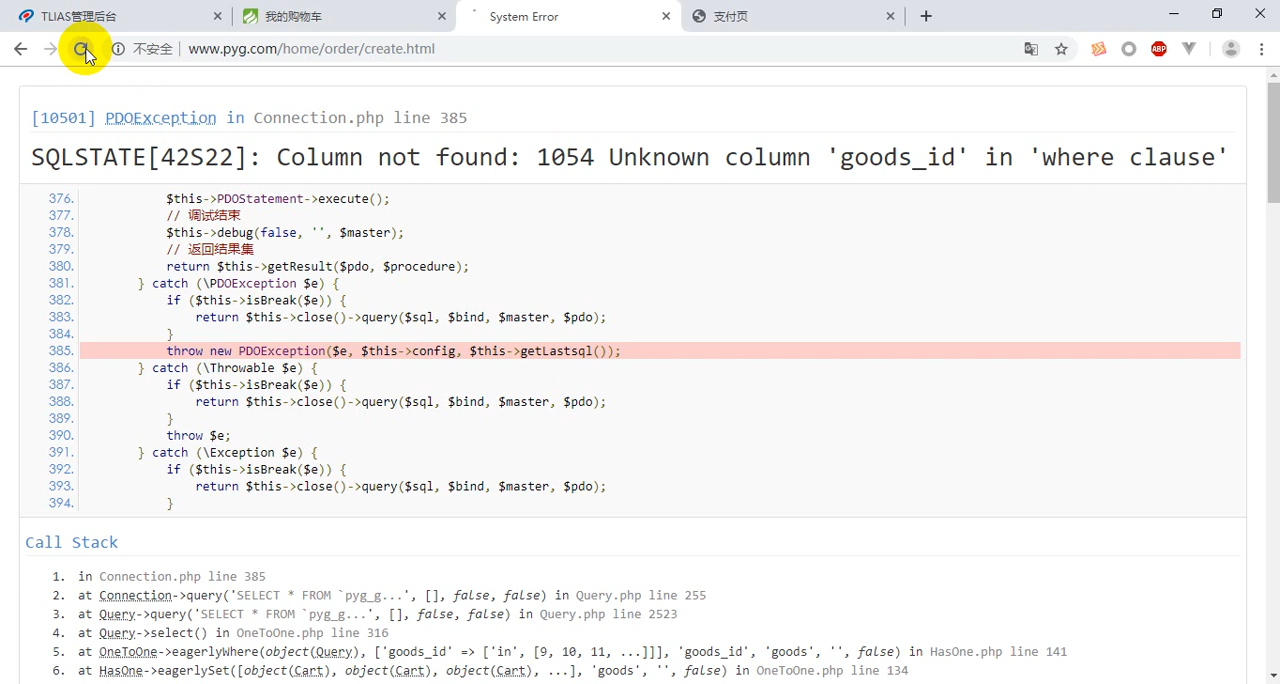 TLIAS管理后台
我的购物车
System Error
支付页
不安全 www.pyg.com/home/order/create.html
ABP
[10501] PDOException in Connection.php line 385
SQLSTATE[42S22]: Column not found: 1054 Unknown column 'goods_id' in 'where clause'
376. $this->PDOStatement->execute();
377. // 调试结束
378. $this->debug(false, '', $master);
379. // 返回结果集
380. return $this->getResult($pdo, $procedure);
381. } catch (\PDOException $e) {
382. if ($this->isBreak($e)) {
383. return $this->close()->query($sql, $bind, $master, $pdo);
384. }
385. throw new PDOException($e, $this->config, $this->getLastsql());
386. } catch (\Throwable $e) {
387. if ($this->isBreak($e)) {
388. return $this->close()->query($sql, $bind, $master, $pdo);
389. }
390. throw $e;
391. } catch (\Exception $e) {
392. if ($this->isBreak($e)) {
393. return $this->close()->query($sql, $bind, $master, $pdo);
394. }
Call Stack
1. in Connection.php line 385
2. at Connection->query('SELECT * FROM `pyg_g...', [], false, false) in Query.php line 255
3. at Query->query('SELECT * FROM `pyg_g...', [], false, false) in Query.php line 2523
4. at Query->select() in OneToOne.php line 316
5. at OneToOne->eagerlyWhere(object(Query), ['goods_id' => ['in', [9, 10, 11, ...]]], 'goods_id', 'goods', '', false) in HasOne.php line 141
6. at HasOne->eagerlySet([object(Cart), object(Cart), object(Cart), ...], 'goods', '', false) in OneToOne.php line 134